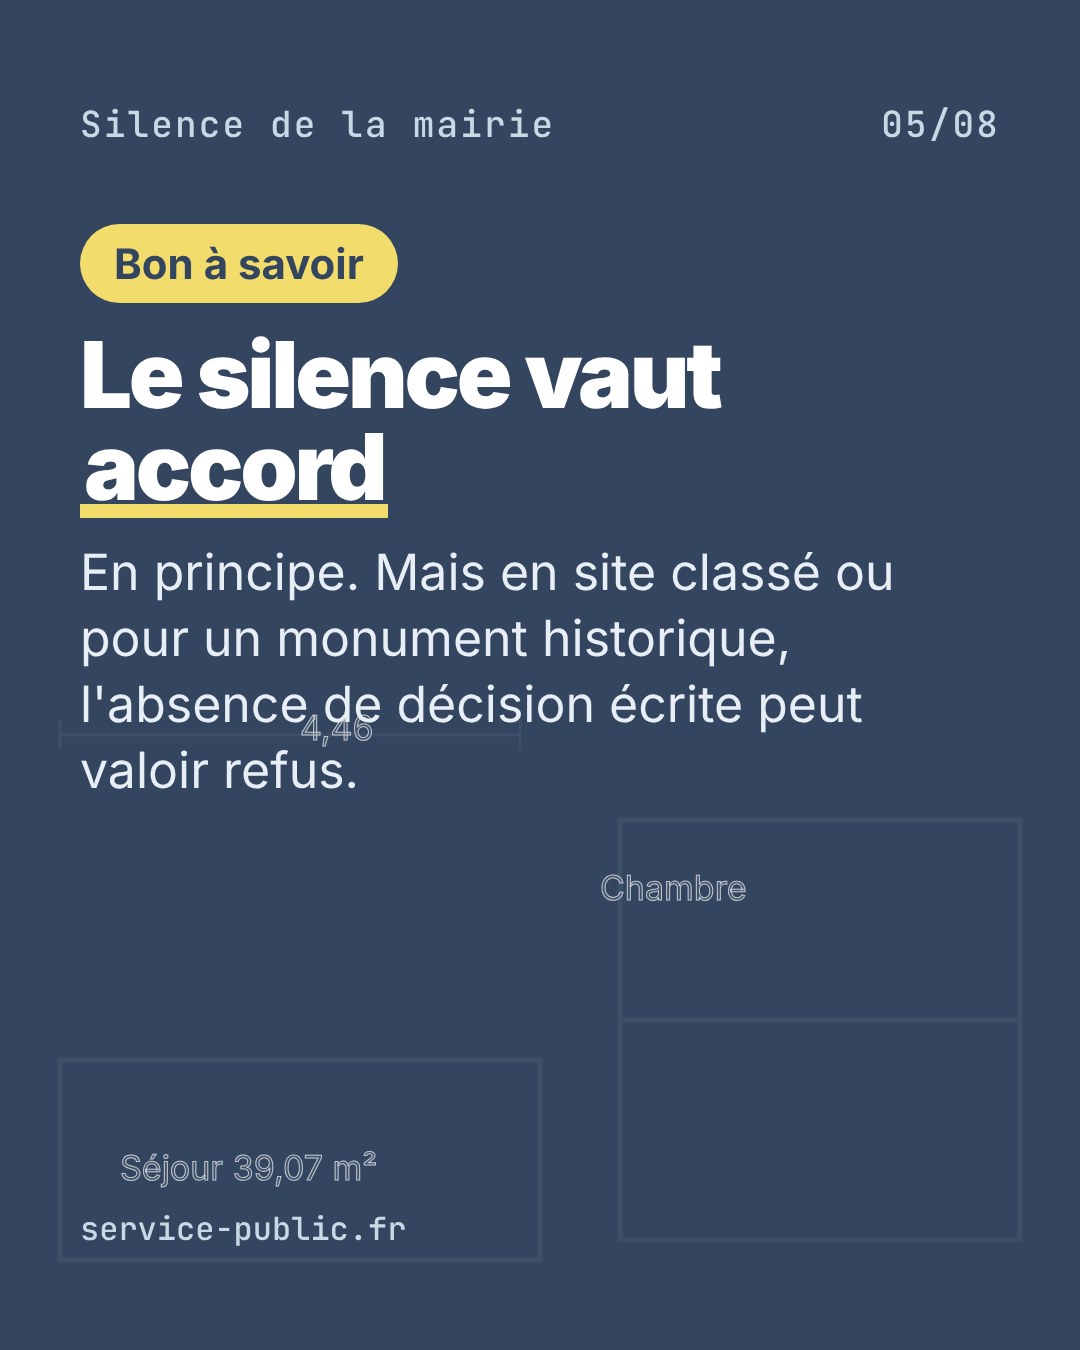 Silence de la mairie 05/08
Bon à savoir
Le silence vaut
accord
En principe. Mais en site classé ou
pour un monument historique,
l'absence de décision écrite peut
4,46
valoir refus.
Chambre
Séjour 39,07 m²
service-public.fr